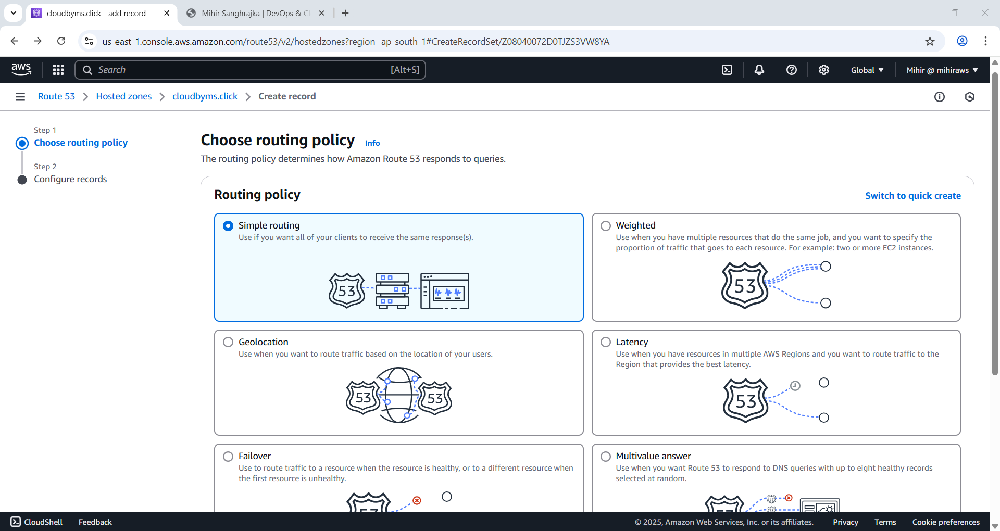 cloudbyms.click - add record
Mihir Sanghrajka | DevOps & Cl
us-east-1.console.aws.amazon.com/route53/v2/hostedzones?region=ap-south-1#CreateRecordSet/Z08040072D0TJZS3VW8YA
aws
Search
[Alt+S]
Global
Mihir @ mihiraws
Route 53
Hosted zones
cloudbyms.click
Create record
Step 1
Choose routing policy
Step 2
Configure records
Choose routing policy
Info
The routing policy determines how Amazon Route 53 responds to queries.
Routing policy
Switch to quick create
Simple routing
Use if you want all of your clients to receive the same response(s).
53
Weighted
Use when you have multiple resources that do the same job, and you want to specify the
proportion of traffic that goes to each resource. For example: two or more EC2 instances.
53
Geolocation
Use when you want to route traffic based on the location of your users.
53
53
Latency
Use when you have resources in multiple AWS Regions and you want to route traffic to the
Region that provides the best latency.
53
Failover
Use to route traffic to a resource when the resource is healthy, or to a different resource when
the first resource is unhealthy.
Multivalue answer
Use when you want Route 53 to respond to DNS queries with up to eight healthy records
selected at random.
CloudShell
Feedback
© 2025, Amazon Web Services, Inc. or its affiliates.
Privacy
Terms
Cookie preferences